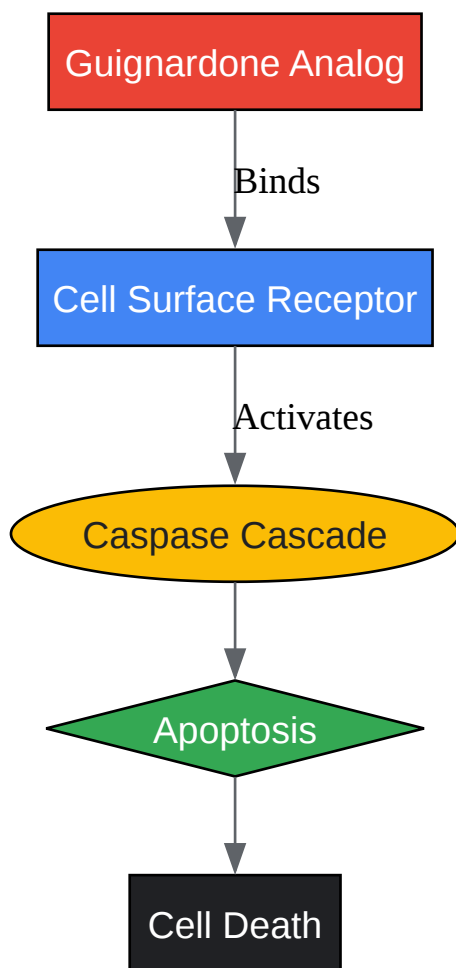 Guignardone Analog
Binds
Cell Surface Receptor
Activates
Caspase Cascade
Apoptosis
Cell Death